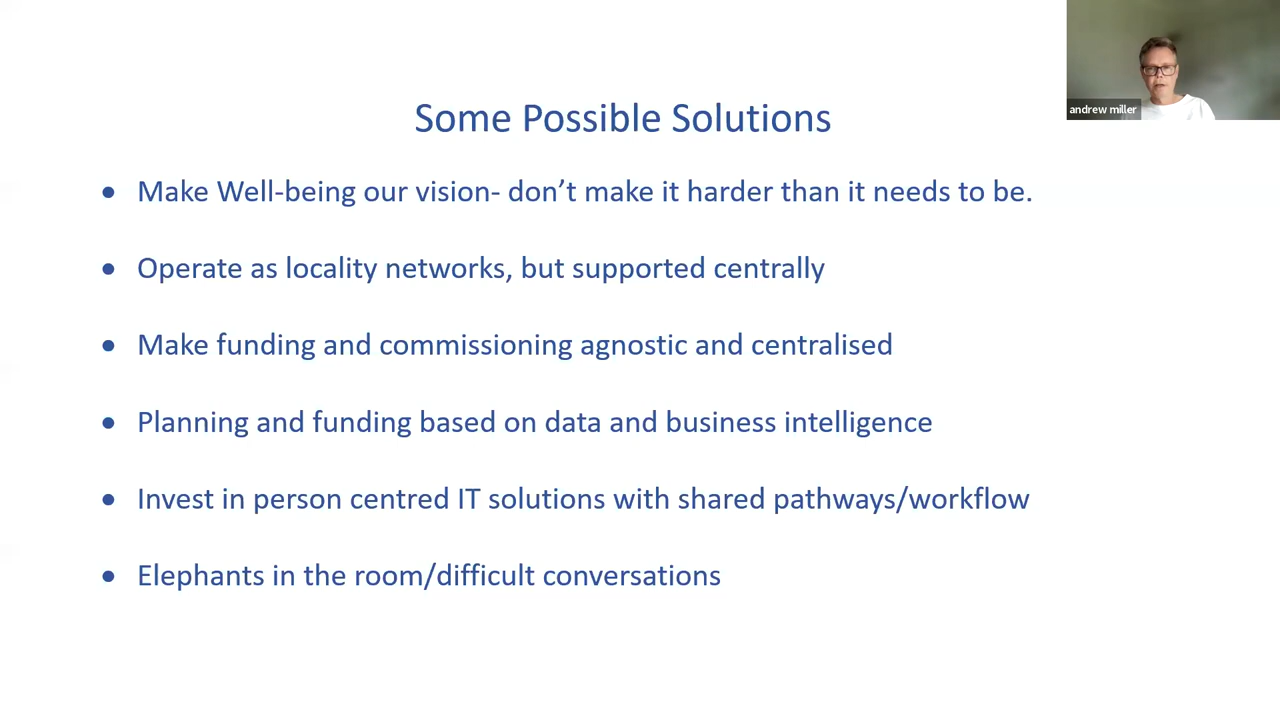 Some Possible Solutions
andrew miller
• Make Well-being our vision- don’t make it harder than it needs to be.
• Operate as locality networks, but supported centrally
• Make funding and commissioning agnostic and centralised
• Planning and funding based on data and business intelligence
• Invest in person centred IT solutions with shared pathways/workflow
• Elephants in the room/difficult conversations